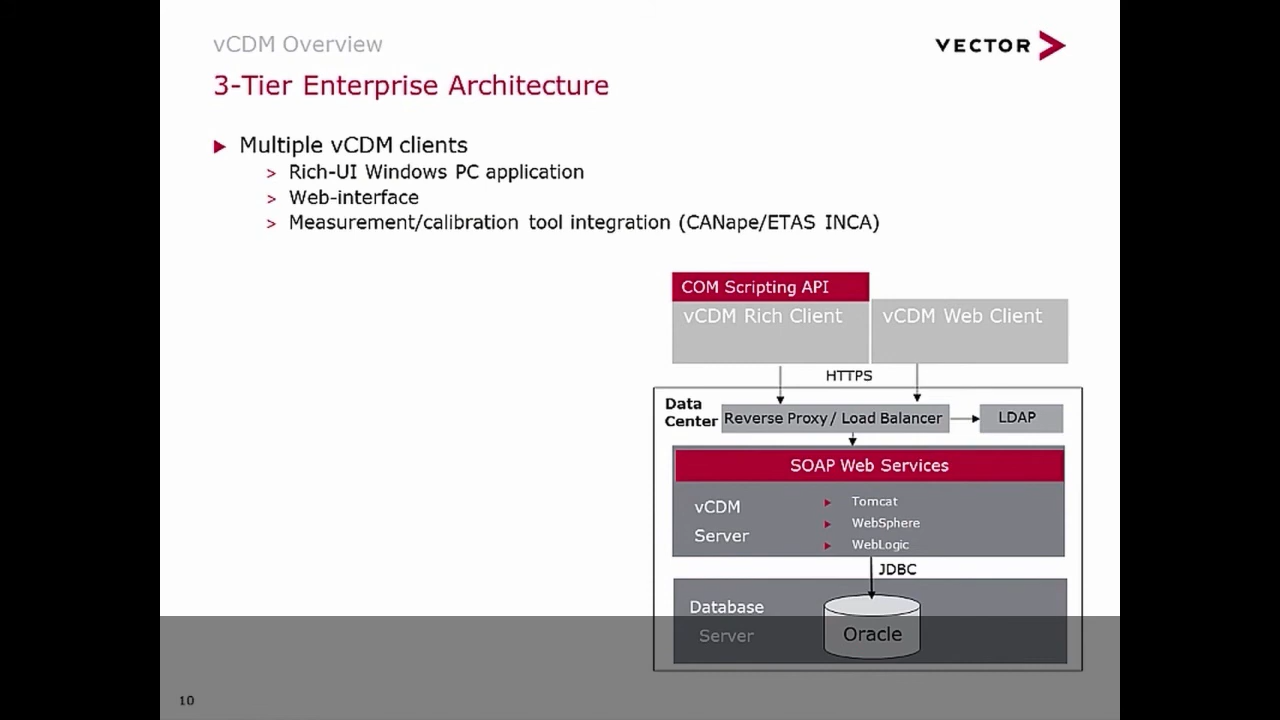 vCDM Overview
VECTOR
3-Tier Enterprise Architecture
Multiple vCDM clients
> Rich-UI Windows PC application
> Web-interface
> Measurement/calibration tool integration (CANape/ETAS INCA)
COM Scripting API
vCDM Rich Client
vCDM Web Client
HTTPS
Data
Center
Reverse Proxy / Load Balancer
LDAP
SOAP Web Services
vCDM
Server
Tomcat
WebSphere
WebLogic
JDBC
Database
Server
Oracle
10